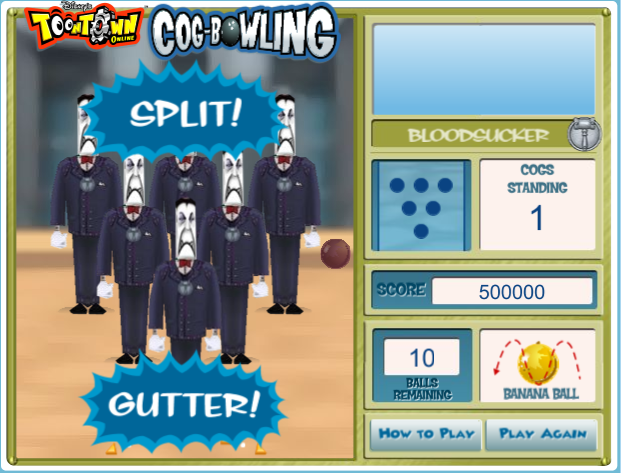 Disney's
TOONTOWN
ONLINE
COG-BOWLING
SPLIT!
GUTTER!
BLOODSUCKER
COGS
STANDING
1
SCORE 500000
10
BALLS
REMAINING
BANANA BALL
HOW TO PLAY PLAY AGAIN